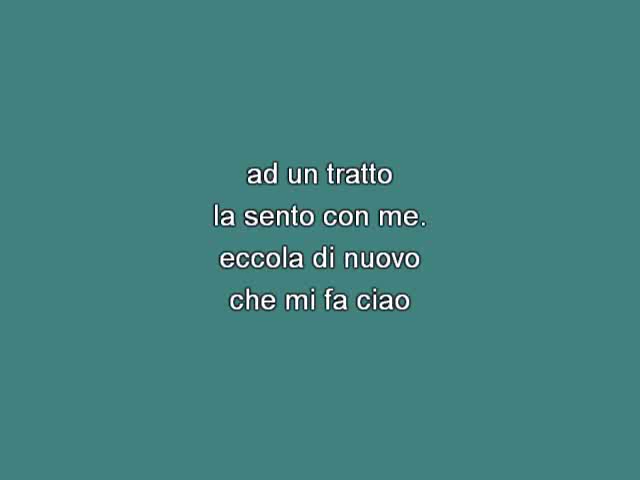 ad un tratto
la sento con me.
eccola di nuovo
che mi fa ciao